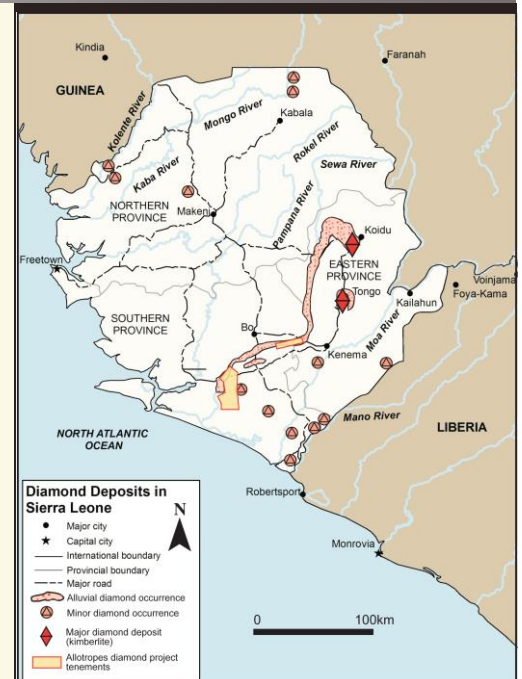 Kindia
Faranah
GUINEA
Kolente River
Mongo River
Kabala
Rokel River
Kaba River
Sewa River
Pampana River
NORTHERN
PROVINCE
Makeni
Koidu
Freetown
EASTERN
PROVINCE
Tongo
Voinjama
Foya-Kama
Kailahun
SOUTHERN
PROVINCE
Bo
Moa River
Kenema
Mano River
LIBERIA
NORTH ATLANTIC
OCEAN
Robertsport
Monrovia
Diamond Deposits in
Sierra Leone
N
Major city
Capital city
International boundary
Provincial boundary
Major road
Alluvial diamond occurrence
Minor diamond occurrence
Major diamond deposit
(kimberlite)
Allotropes diamond project
tenements
0 100km